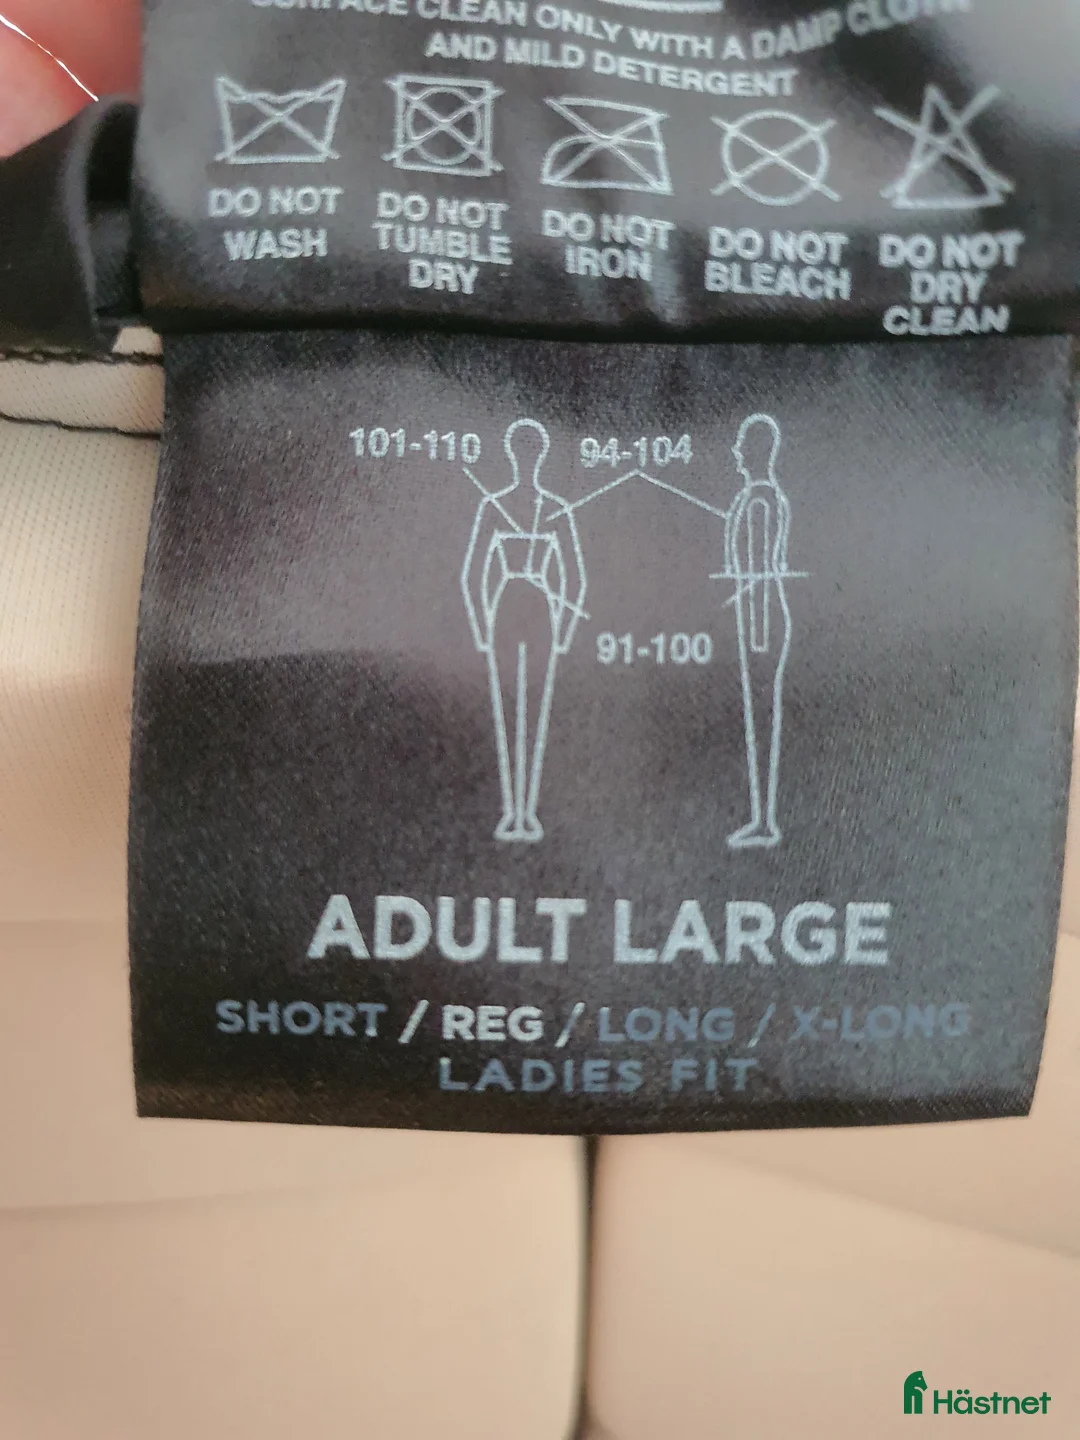 SURFACE CLEAN ONLY WITH A DAMP CLOTH
AND MILD DETERGENT
DO NOT WASH
DO NOT TUMBLE DRY
DO NOT IRON
DO NOT BLEACH
DO NOT DRY CLEAN
101-110
94-104
91-100
ADULT LARGE
SHORT / REG / LONG / X-LONG
LADIES FIT
Hästnet